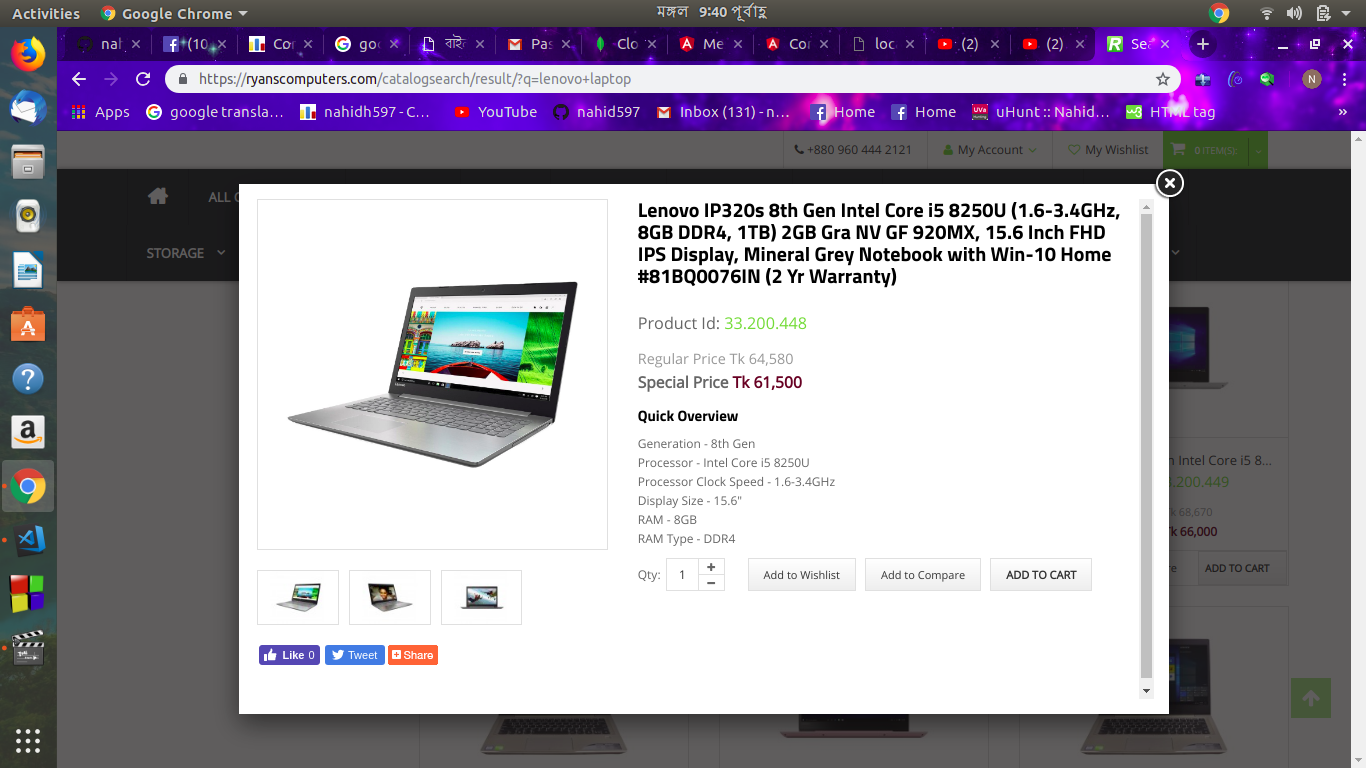 Activities Google Chrome মঙ্গল 9:40 পূর্বাহ্ণ
nah (10 Cor goo বাই Pas Clo Me Cor loc (2) (2) Sea
https://ryanscomputers.com/catalogsearch/result/?q=lenovo+laptop N
Apps google transla... nahidh597 - C... YouTube nahid597 Inbox (131) - n... Home Home uHunt :: Nahid... HTML tag »
+880 960 444 2121 My Account My Wishlist 0 ITEM(S):
ALL
STORAGE
Lenovo IP320s 8th Gen Intel Core i5 8250U (1.6-3.4GHz,
8GB DDR4, 1TB) 2GB Gra NV GF 920MX, 15.6 Inch FHD
IPS Display, Mineral Grey Notebook with Win-10 Home
#81BQ0076IN (2 Yr Warranty)
Product Id: 33.200.448
Regular Price Tk 64,580
Special Price Tk 61,500
Quick Overview
Generation - 8th Gen
Processor - Intel Core i5 8250U
Processor Clock Speed - 1.6-3.4GHz
Display Size - 15.6"
RAM - 8GB
RAM Type - DDR4
Qty: 1 Add to Wishlist Add to Compare ADD TO CART
Like 0 Tweet Share
n Intel Core i5 8...
3.200.449
Tk 68,670
Tk 66,000
re ADD TO CART